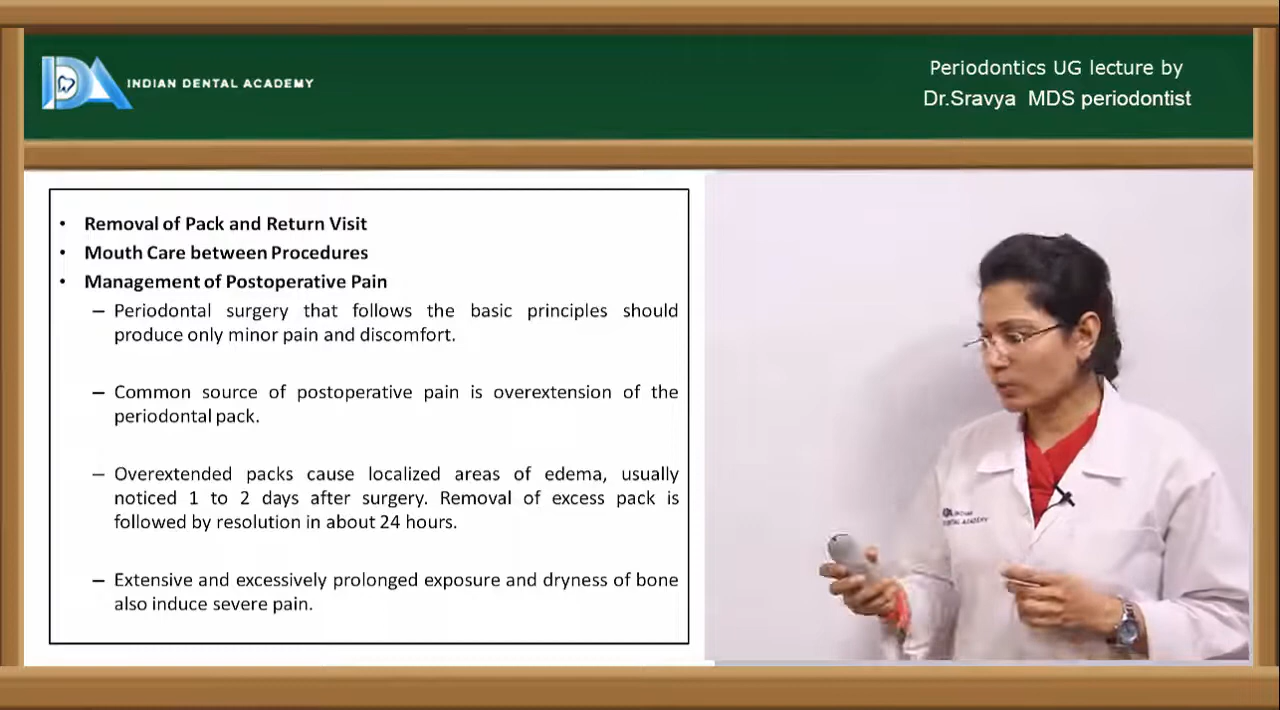 INDIAN DENTAL ACADEMY
Periodontics UG lecture by
Dr.Sravya MDS periodontist
• Removal of Pack and Return Visit
• Mouth Care between Procedures
• Management of Postoperative Pain
– Periodontal surgery that follows the basic principles should
produce only minor pain and discomfort.
– Common source of postoperative pain is overextension of the
periodontal pack.
– Overextended packs cause localized areas of edema, usually
noticed 1 to 2 days after surgery. Removal of excess pack is
followed by resolution in about 24 hours.
– Extensive and excessively prolonged exposure and dryness of bone
also induce severe pain.